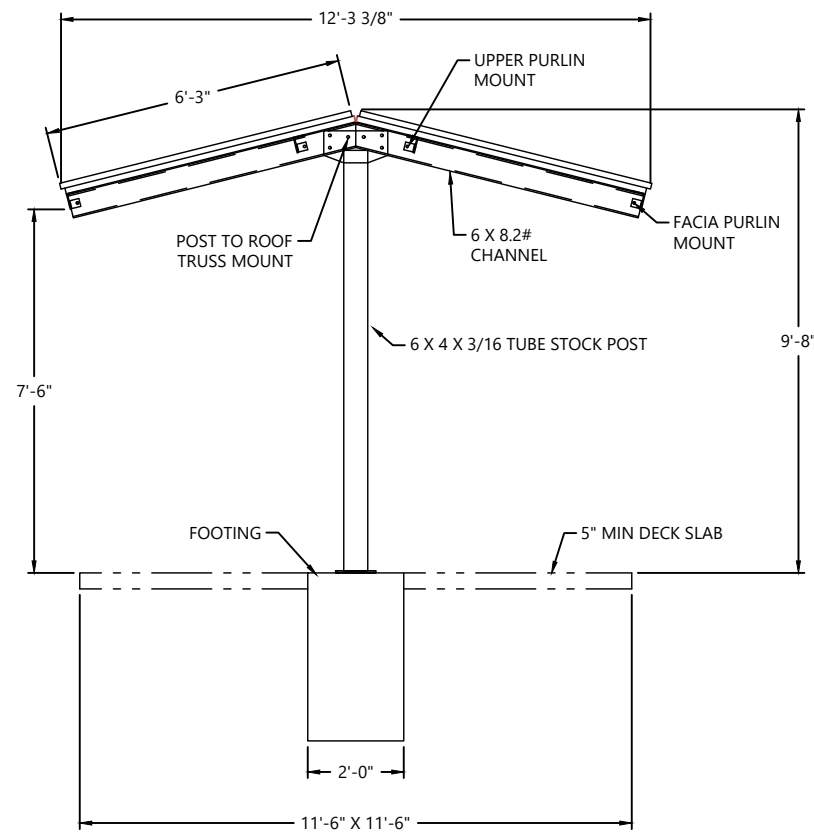 12'-3 3/8"
6'-3"
UPPER PURLIN
MOUNT
POST TO ROOF
TRUSS MOUNT
6 X 8.2#
CHANNEL
FACIA PURLIN
MOUNT
6 X 4 X 3/16 TUBE STOCK POST
9'-8"
7'-6"
FOOTING
5" MIN DECK SLAB
2'-0"
11'-6" X 11'-6"